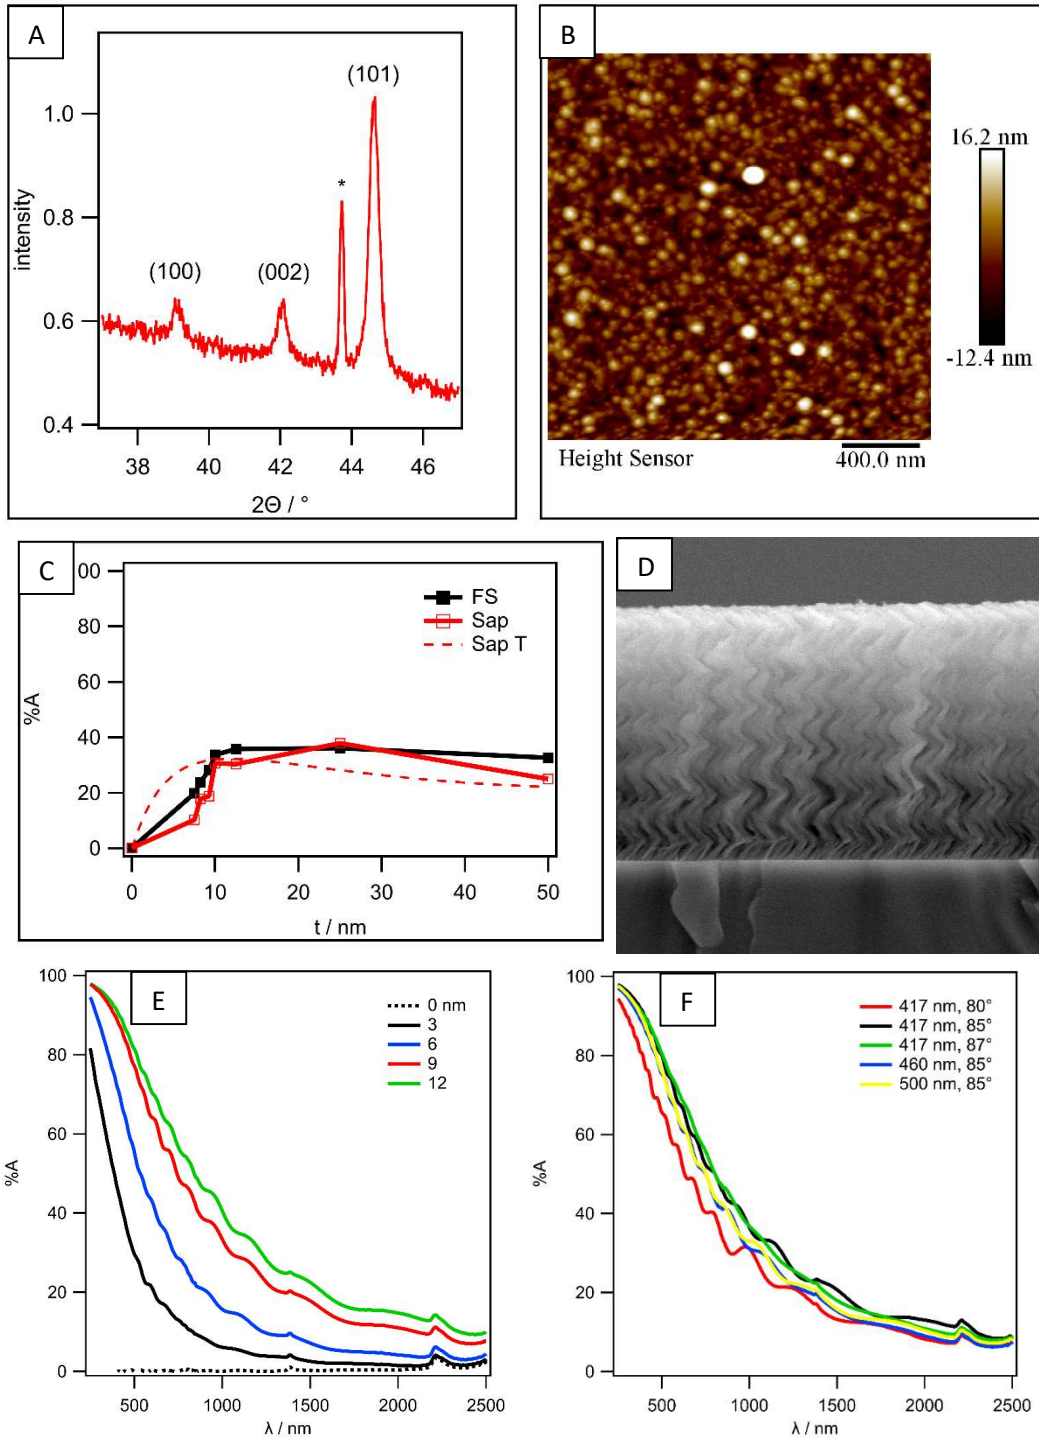 A
(100)
(002)
*
(101)
intensity
1.0
0.8
0.6
0.4
38 40 42 44 46
2Θ / °
B
16.2 nm
-12.4 nm
Height Sensor
400.0 nm
C
00
80
60
40
20
0
%A
FS
Sap
Sap T
0 10 20 30 40 50
t / nm
D
E
100
80
60
40
20
0
%A
0 nm
3
6
9
12
500 1000 1500 2000 2500
λ / nm
F
100
80
60
40
20
0
%A
417 nm, 80°
417 nm, 85°
417 nm, 87°
460 nm, 85°
500 nm, 85°
500 1000 1500 2000 2500
λ / nm